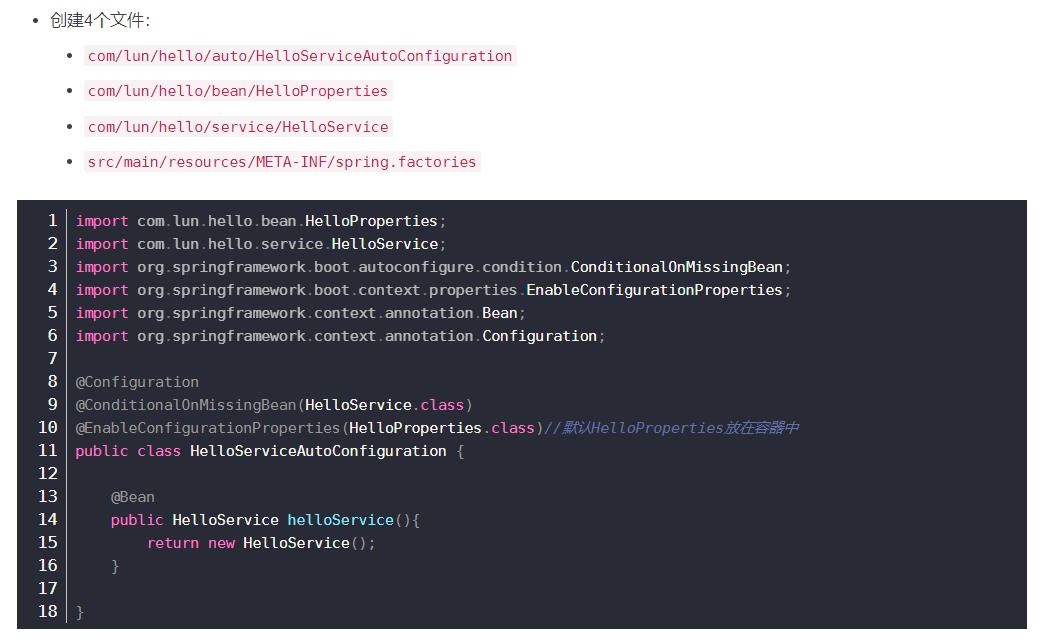 创建4个文件：
com/lun/hello/auto/HelloServiceAutoConfiguration
com/lun/hello/bean/HelloProperties
com/lun/hello/service/HelloService
src/main/resources/META-INF/spring.factories
1 import com.lun.hello.bean.HelloProperties;
2 import com.lun.hello.service.HelloService;
3 import org.springframework.boot.autoconfigure.condition.ConditionalOnMissingBean;
4 import org.springframework.boot.context.properties.EnableConfigurationProperties;
5 import org.springframework.context.annotation.Bean;
6 import org.springframework.context.annotation.Configuration;
7
8 @Configuration
9 @ConditionalOnMissingBean(HelloService.class)
10 @EnableConfigurationProperties(HelloProperties.class)//默认HelloProperties放在容器中
11 public class HelloServiceAutoConfiguration {
12
13     @Bean
14     public HelloService helloService(){
15         return new HelloService();
16     }
17
18 }